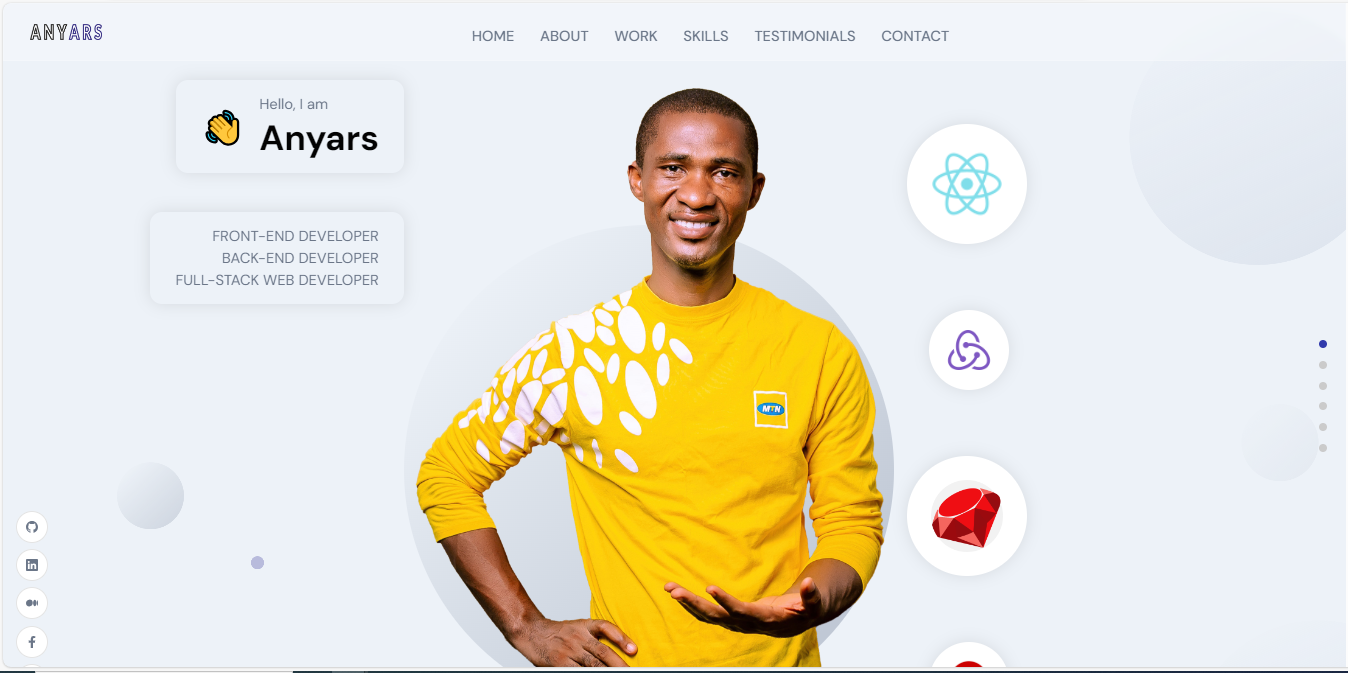 ANYARS
HOME ABOUT WORK SKILLS TESTIMONIALS CONTACT
Hello, I am
Anyars
FRONT-END DEVELOPER
BACK-END DEVELOPER
FULL-STACK WEB DEVELOPER
MTN